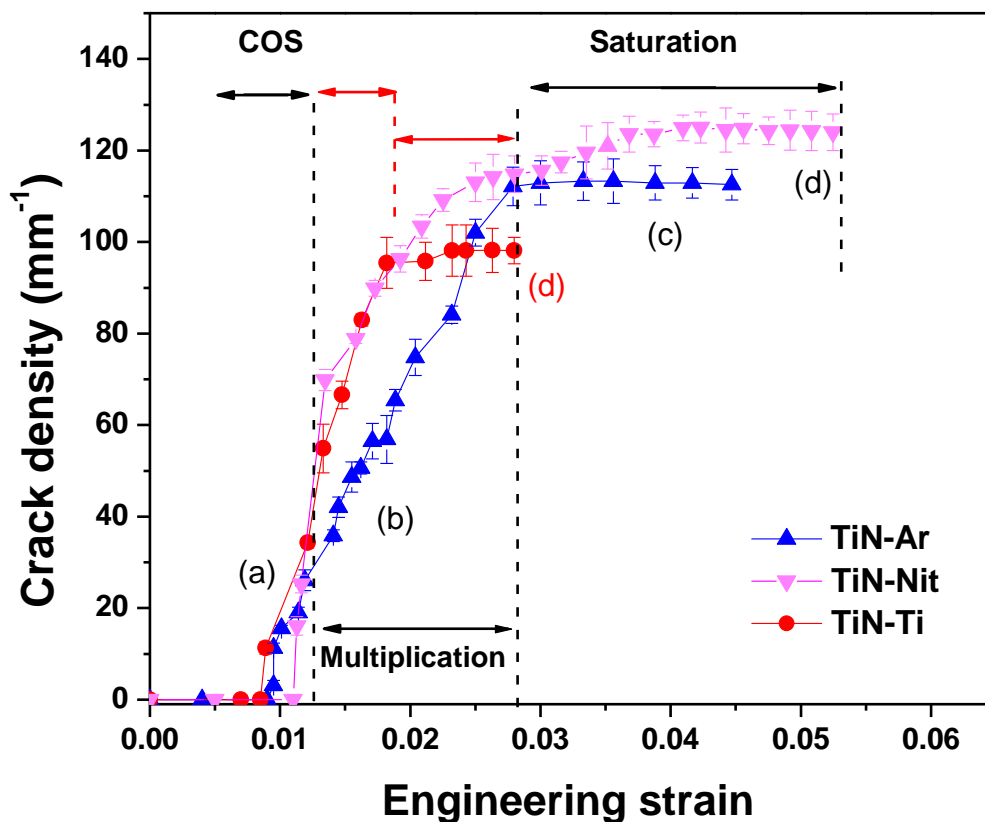 COS
Saturation
140
120
100
80
60
40
20
0
Crack density (mm⁻¹)
(d)
(c)
(d)
(b)
(a)
TiN-Ar
TiN-Nit
TiN-Ti
Multiplication
0.00 0.01 0.02 0.03 0.04 0.05 0.06
Engineering strain